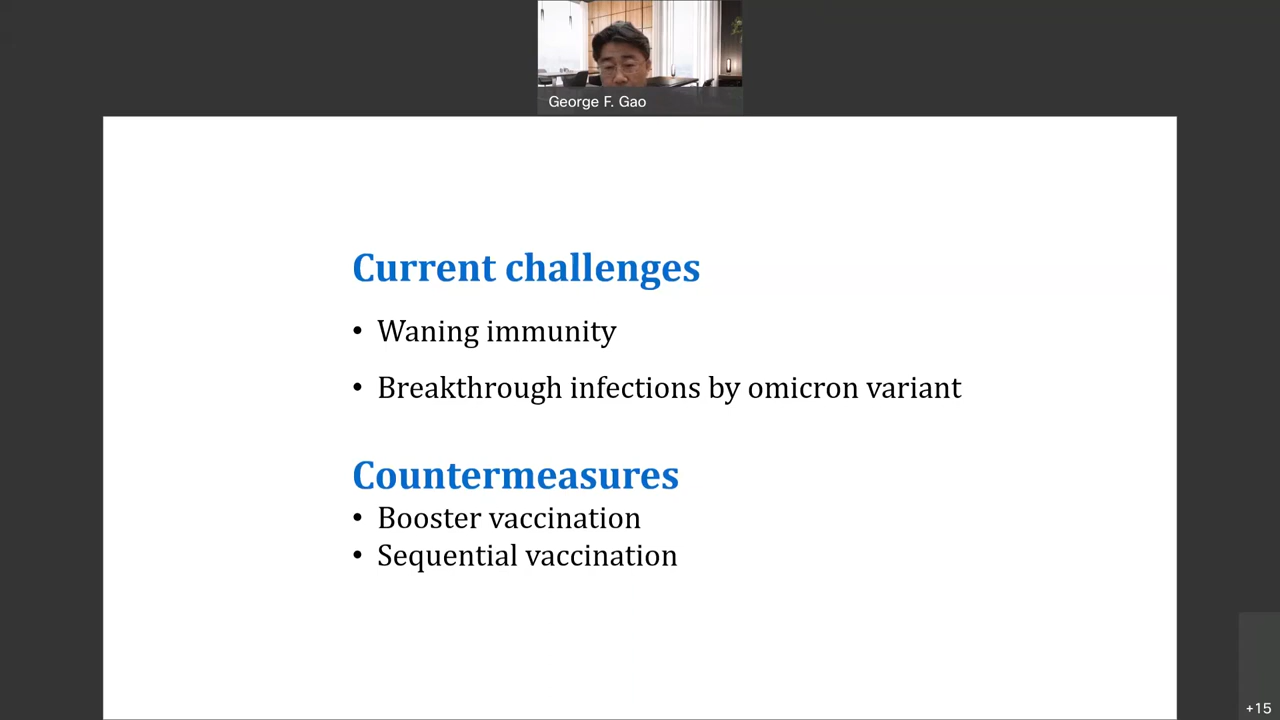 George F. Gao
Current challenges
• Waning immunity
• Breakthrough infections by omicron variant
Countermeasures
• Booster vaccination
• Sequential vaccination
+15